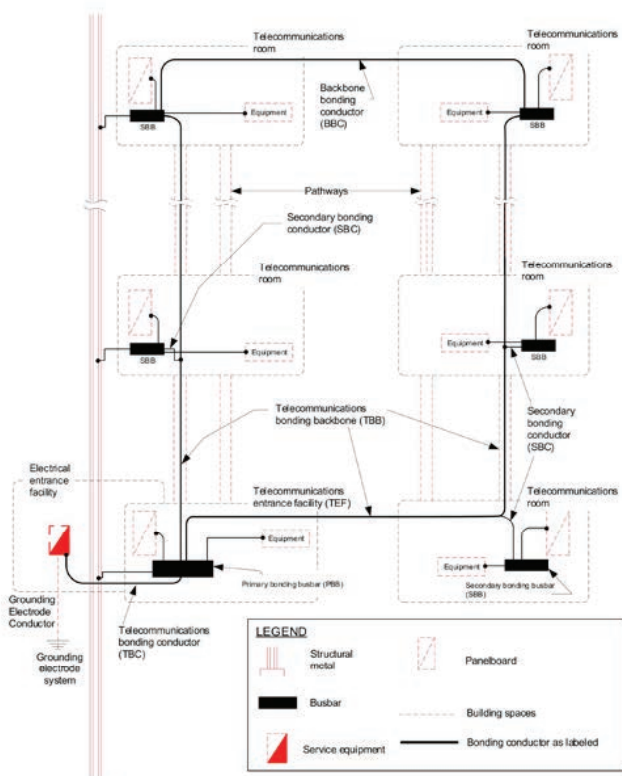 Telecommunications
room
Telecommunications
room
Backbone
bonding
conductor
(BBC)
Equipment
SBB
Equipment
SBB
Pathways
Secondary bonding
conductor (SBC)
Telecommunications
room
Telecommunications
room
Equipment
SBB
Equipment
SBB
Telecommunications
bonding backbone (TBB)
Secondary
bonding
conductor
(SBC)
Electrical
entrance
facility
Telecommunications
entrance facility (TEF)
Telecommunications
room
Equipment
Primary bonding busbar (PBB)
Equipment
Secondary bonding busbar
(SBB)
Grounding
Electrode
Conductor
Telecommunications
bonding conductor
(TBC)
Grounding
electrode
system
LEGEND
Structural
metal
Panelboard
Busbar
Building spaces
Service equipment
Bonding conductor as labeled